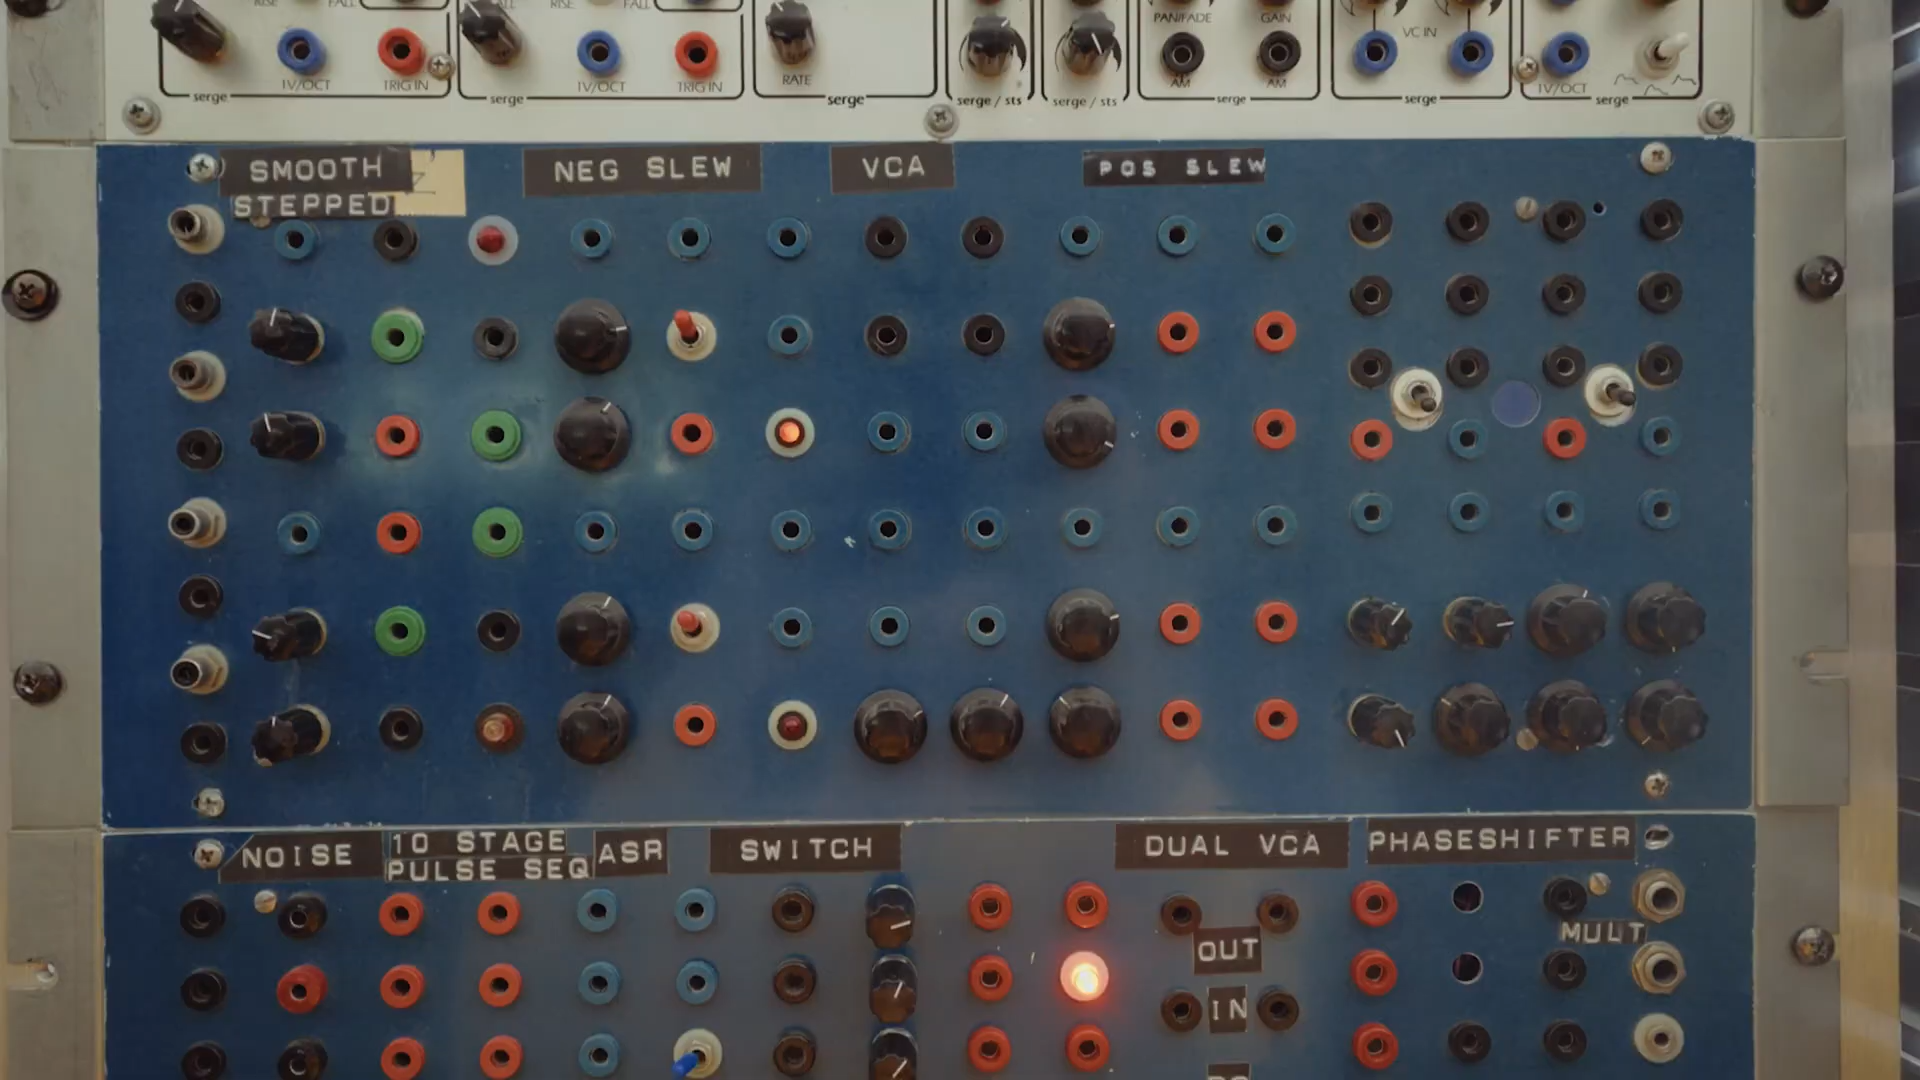 RISE FALL RISE FALL
PAN/FADE GAIN
VC IN
1V/OCT TRIG IN 1V/OCT TRIG IN RATE AM AM 1V/OCT
serge serge serge serge / sts serge / sts serge serge serge
SMOOTH
STEPPED
NEG SLEW
VCA
POS SLEW
NOISE
10 STAGE
PULSE SEQ
ASR
SWITCH
DUAL VCA
PHASESHIFTER
MULT
OUT
IN